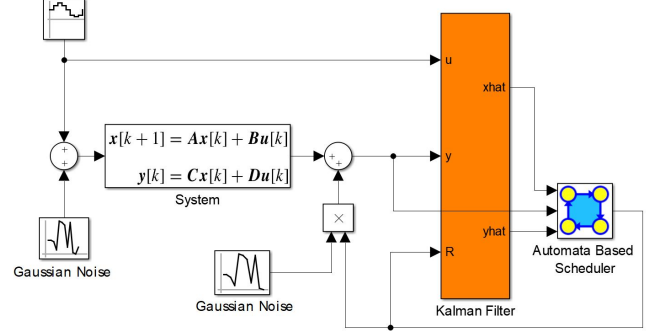 u
xhat
+
+
x[k + 1] = Ax[k] + Bu[k]
y[k] = Cx[k] + Du[k]
System
+
+
y
×
yhat
R
Gaussian Noise
Gaussian Noise
Kalman Filter
Automata Based
Scheduler